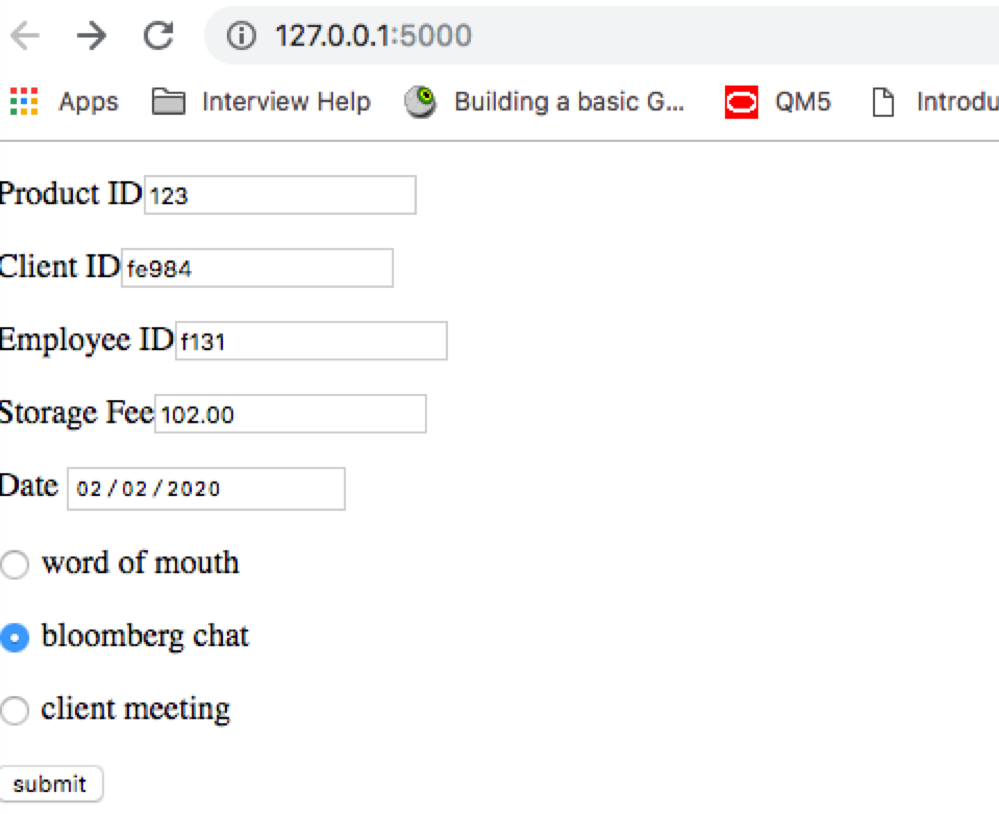 127.0.0.1:5000
Apps Interview Help Building a basic G... QM5 Introdu
Product ID 123
Client ID fe984
Employee ID f131
Storage Fee 102.00
Date 02/02/2020
word of mouth
bloomberg chat
client meeting
submit